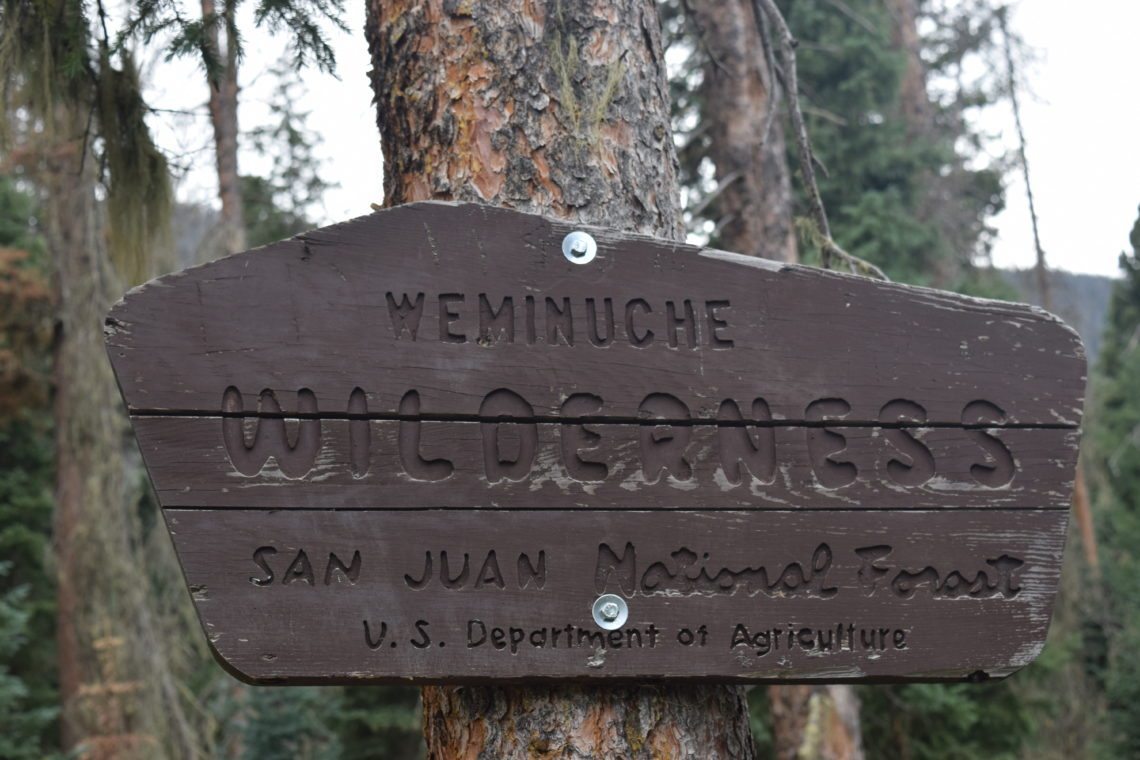 WEMINUCHE
WILDERNESS
SAN JUAN National Forest
U.S. Department of Agriculture